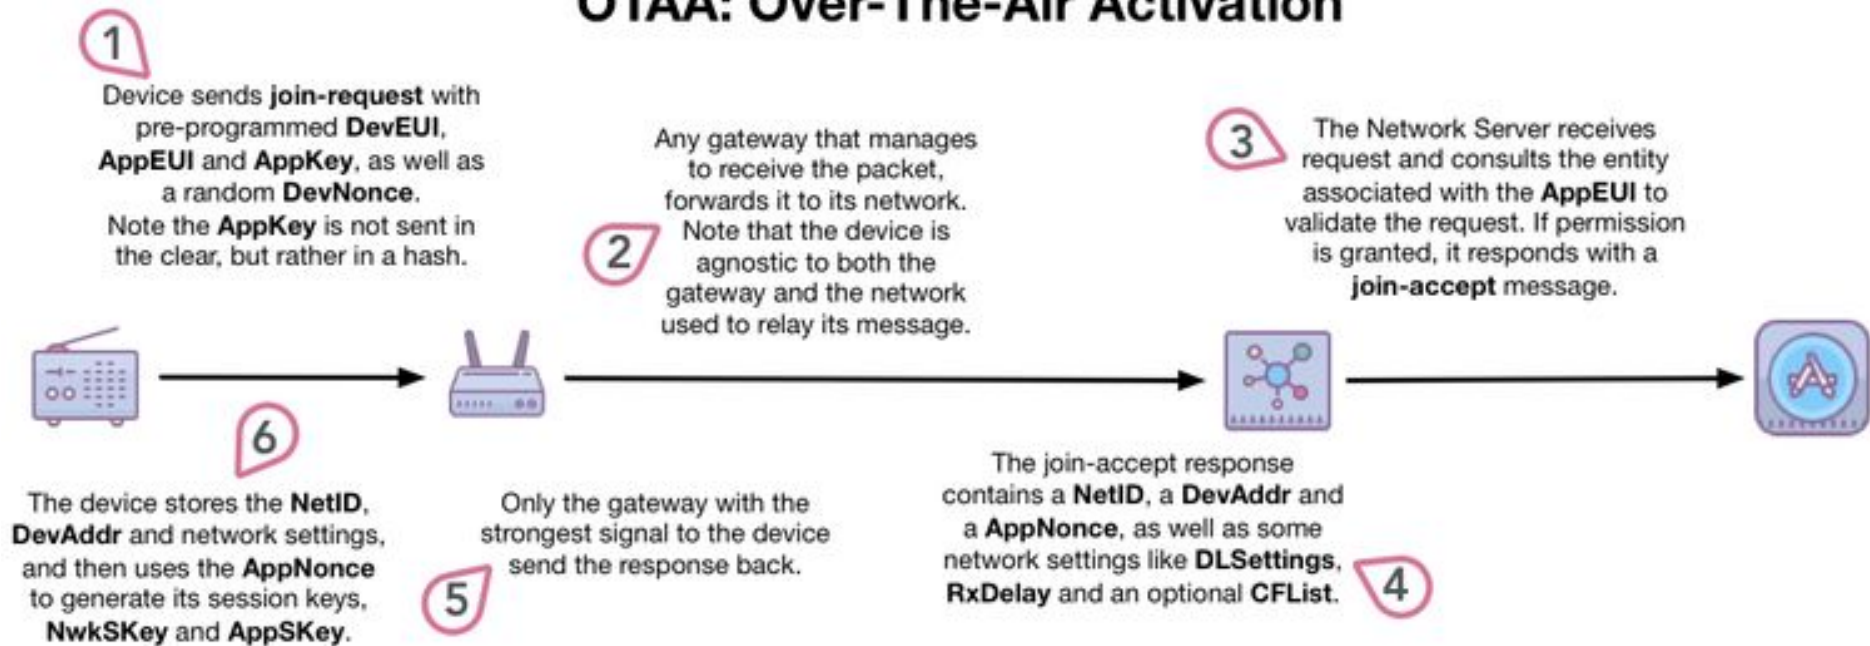 OTAA: Over-The-Air Activation
1
Device sends join-request with
pre-programmed DevEUI,
AppEUI and AppKey, as well as
a random DevNonce.
Note the AppKey is not sent in
the clear, but rather in a hash.
2
Any gateway that manages
to receive the packet,
forwards it to its network.
Note that the device is
agnostic to both the
gateway and the network
used to relay its message.
3
The Network Server receives
request and consults the entity
associated with the AppEUI to
validate the request. If permission
is granted, it responds with a
join-accept message.
4
The join-accept response
contains a NetID, a DevAddr and
a AppNonce, as well as some
network settings like DLSettings,
RxDelay and an optional CFList.
5
Only the gateway with the
strongest signal to the device
send the response back.
6
The device stores the NetID,
DevAddr and network settings,
and then uses the AppNonce
to generate its session keys,
NwkSKey and AppSKey.